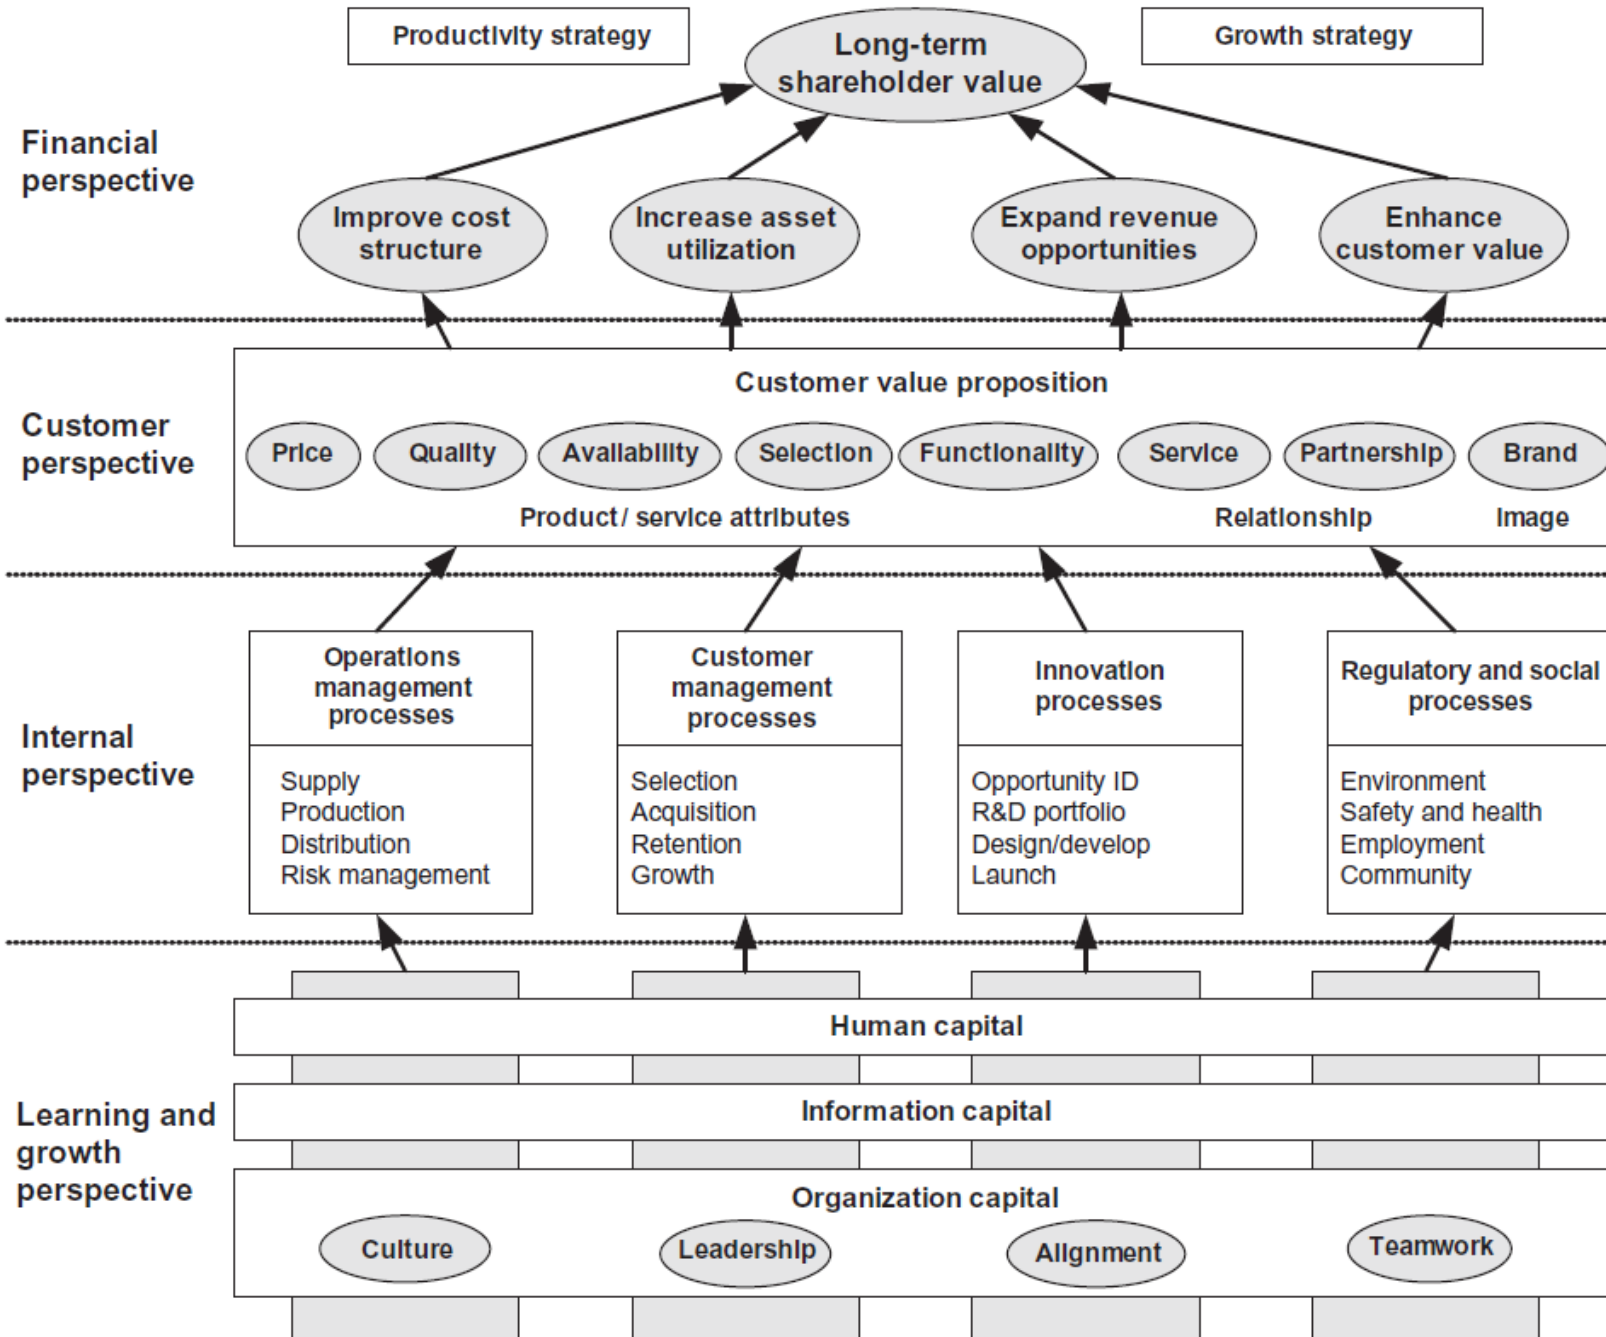 Productivity strategy
Growth strategy
Long-term
shareholder value
Financial
perspective
Improve cost
structure
Increase asset
utilization
Expand revenue
opportunities
Enhance
customer value
Customer
perspective
Customer value proposition
Price
Quality
Availability
Selection
Functionality
Service
Partnership
Brand
Product / service attributes
Relationship
Image
Internal
perspective
Operations
management
processes
Supply
Production
Distribution
Risk management
Customer
management
processes
Selection
Acquisition
Retention
Growth
Innovation
processes
Opportunity ID
R&D portfolio
Design/develop
Launch
Regulatory and social
processes
Environment
Safety and health
Employment
Community
Learning and
growth
perspective
Human capital
Information capital
Organization capital
Culture
Leadership
Alignment
Teamwork